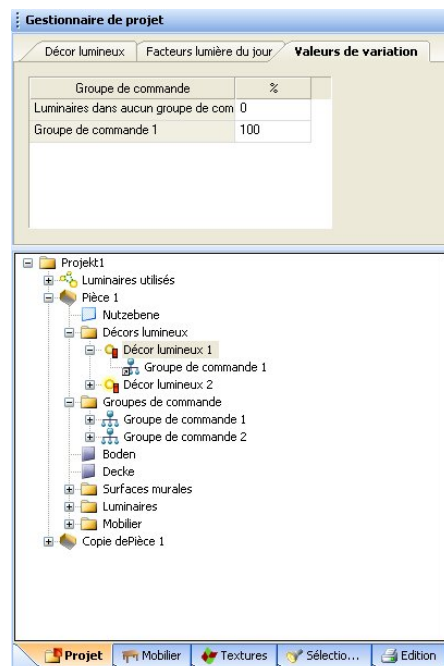 Gestionnaire de projet
Décor lumineux Facteurs lumière du jour Valeurs de variation
Groupe de commande %
Luminaires dans aucun groupe de com 0
Groupe de commande 1 100
Projekt1
Luminaires utilisés
Pièce 1
Nutzebene
Décors lumineux
Décor lumineux 1
Groupe de commande 1
Décor lumineux 2
Groupes de commande
Groupe de commande 1
Groupe de commande 2
Boden
Decke
Surfaces murales
Luminaires
Mobilier
Copie dePièce 1
Projet Mobilier Textures Sélectio... Edition